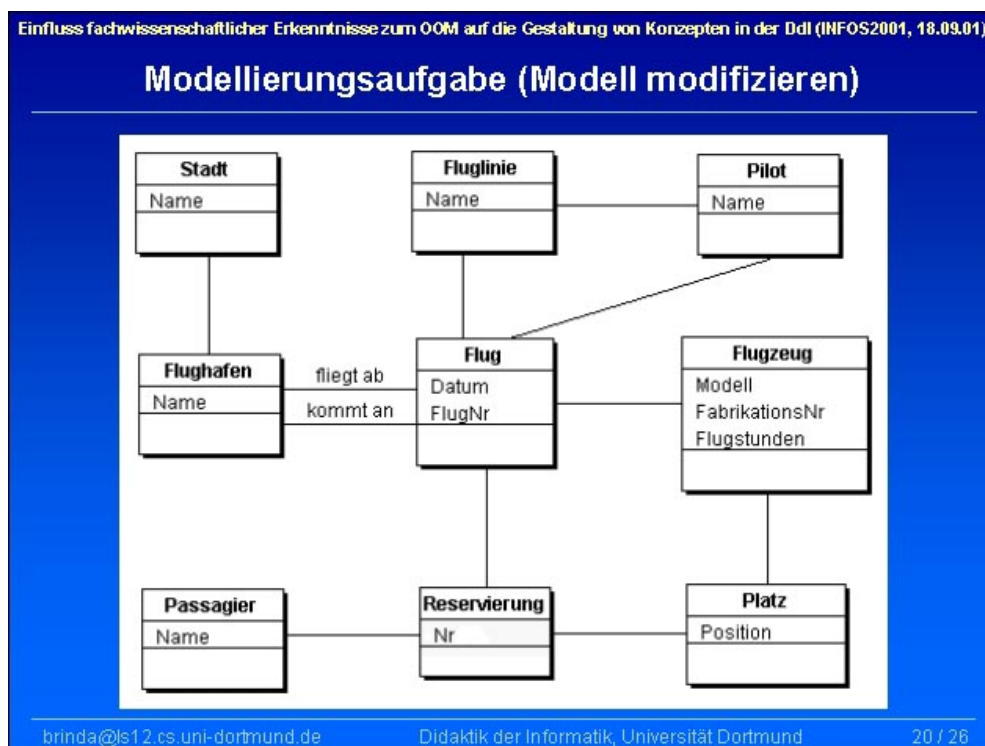 Einfluss fachwissenschaftlicher Erkenntnisse zum OOM auf die Gestaltung von Konzepten in der DdI (INFOS2001, 18.09.01)
Modellierungsaufgabe (Modell modifizieren)
Stadt
Name
Fluglinie
Name
Pilot
Name
Flughafen
Name
fliegt ab
kommt an
Flug
Datum
FlugNr
Flugzeug
Modell
FabrikationsNr
Flugstunden
Passagier
Name
Reservierung
Nr
Platz
Position
brinda@ls12.cs.uni-dortmund.de
Didaktik der Informatik, Universität Dortmund
20 / 26